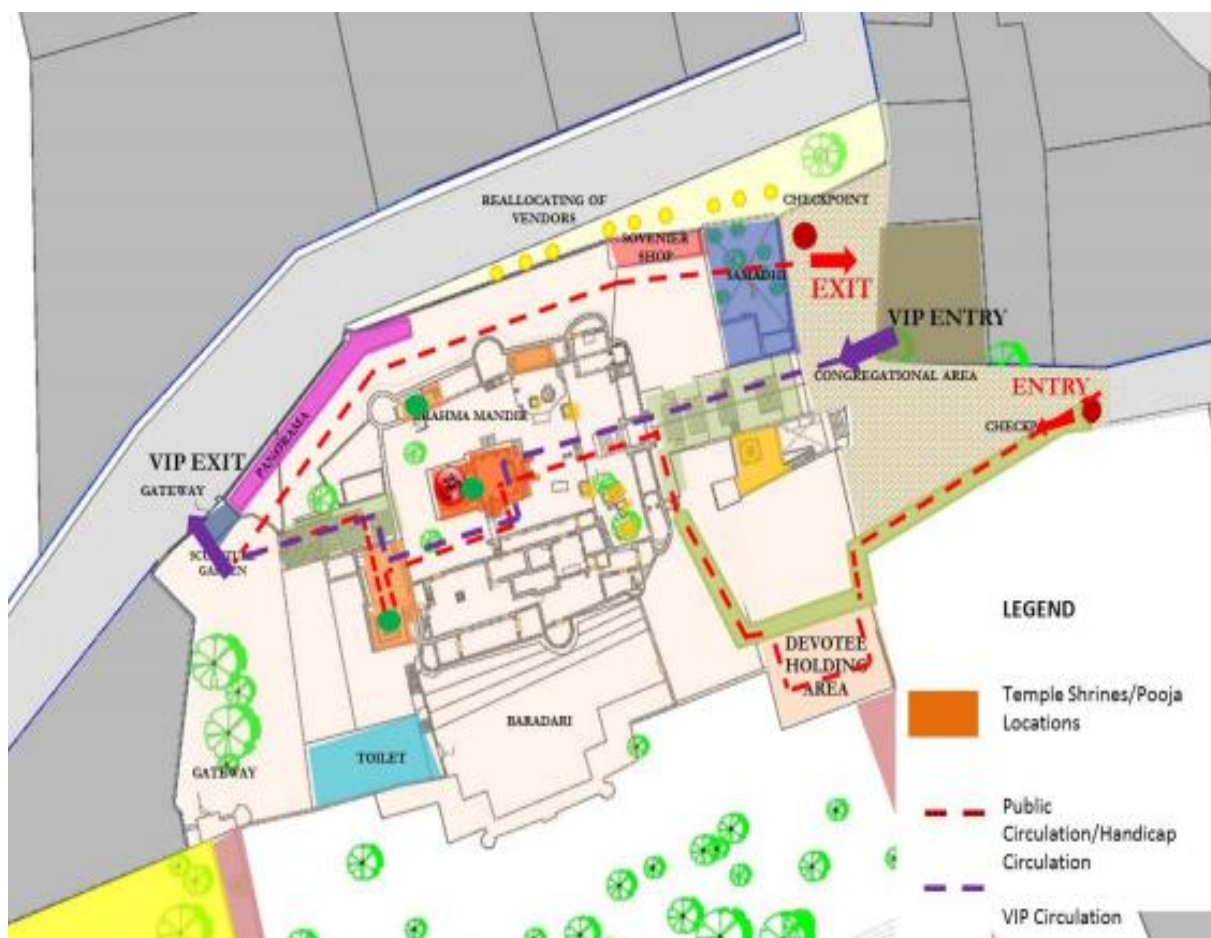 REALLOCATING OF
VENDORS
CHECKPOINT
SOVENIER
SHOP
SAMADHI
EXIT
VIP ENTRY
CONGREGATIONAL AREA
ENTRY
BRAHMA MANDIR
PANORAMA
VIP EXIT
GATEWAY
GARDEN
DEVOTEE
HOLDING
AREA
BARADARI
TOILET
GATEWAY
LEGEND
Temple Shrines/Pooja
Locations
Public
Circulation/Handicap
Circulation
VIP Circulation